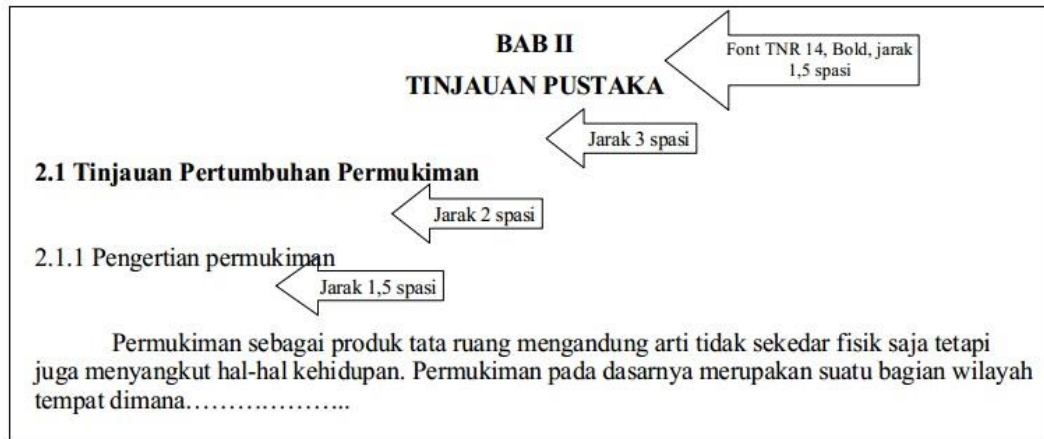 BAB II
Font TNR 14, Bold, jarak
1,5 spasi
TINJAUAN PUSTAKA
Jarak 3 spasi
2.1 Tinjauan Pertumbuhan Permukiman
Jarak 2 spasi
2.1.1 Pengertian permukiman
Jarak 1,5 spasi
Permukiman sebagai produk tata ruang mengandung arti tidak sekedar fisik saja tetapi
juga menyangkut hal-hal kehidupan. Permukiman pada dasarnya merupakan suatu bagian wilayah
tempat dimana………………..